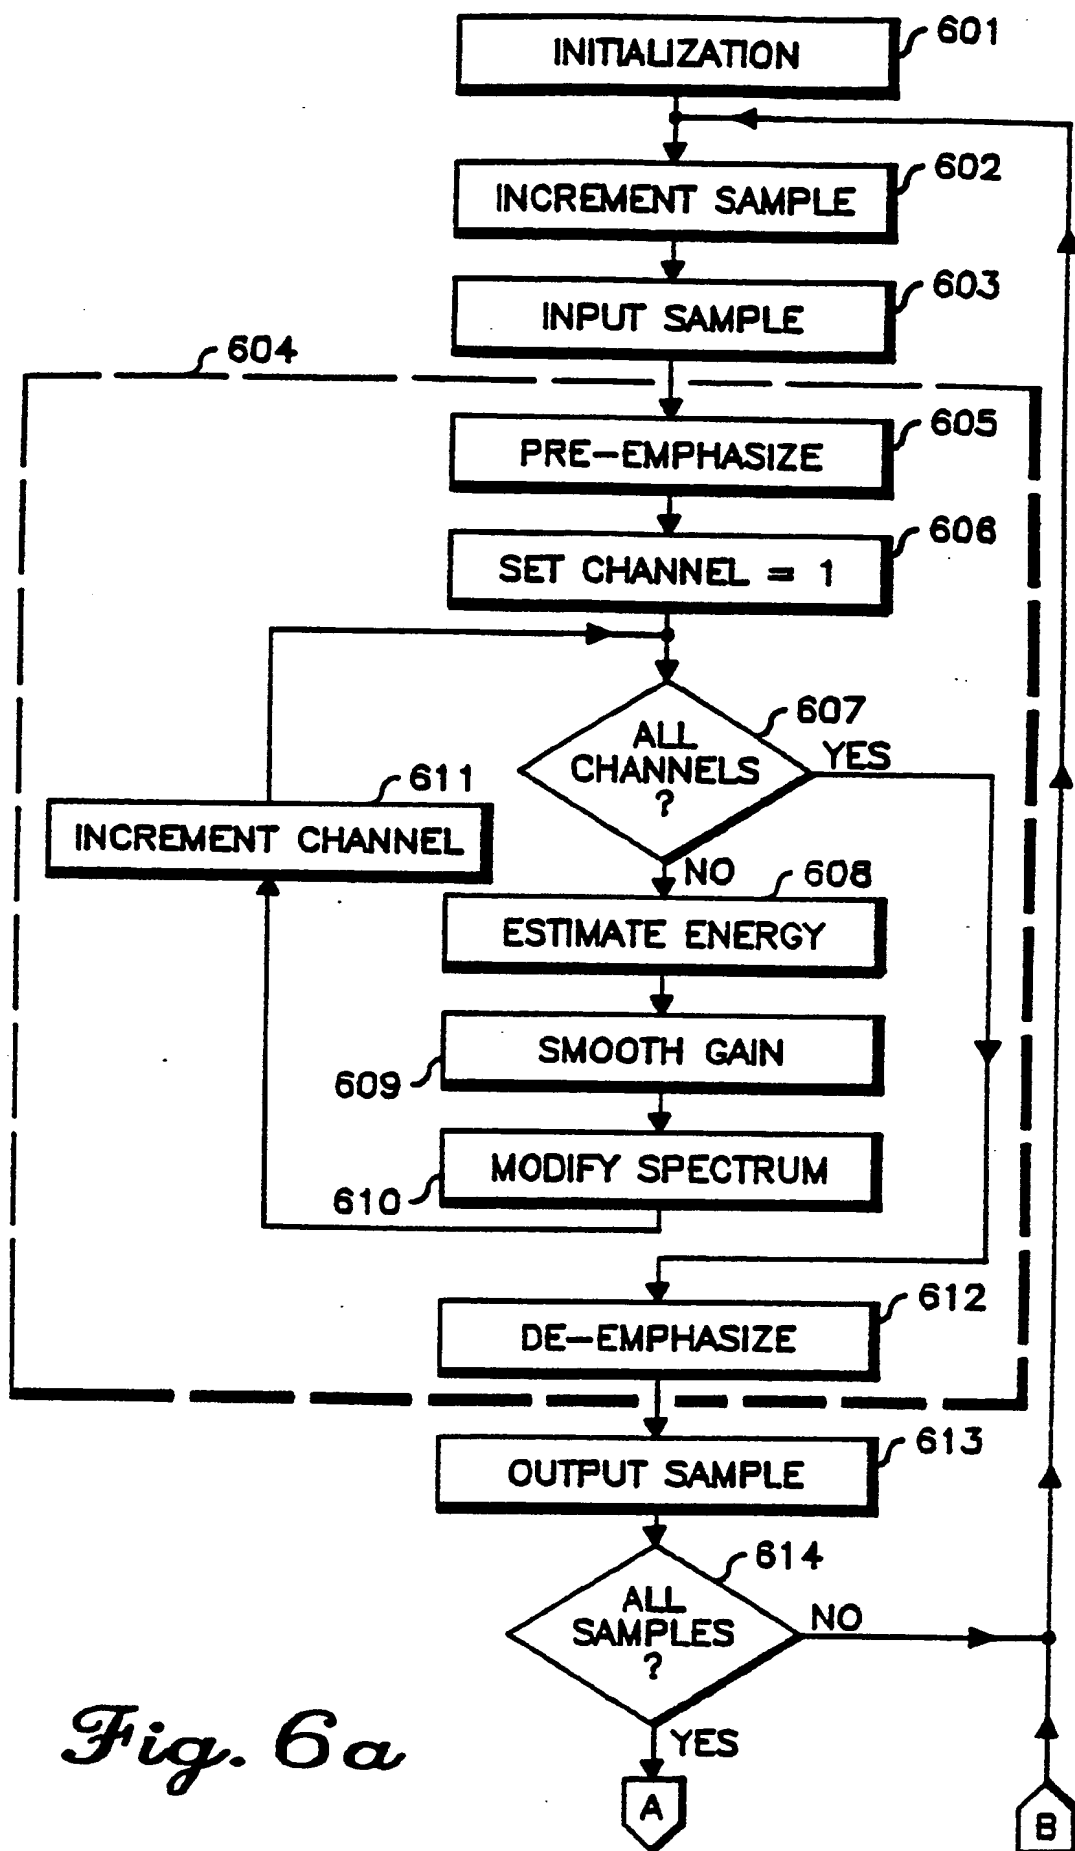 INITIALIZATION
601
INCREMENT SAMPLE
602
INPUT SAMPLE
603
604
PRE-EMPHASIZE
605
SET CHANNEL = 1
606
ALL
CHANNELS
?
607
YES
NO
611
INCREMENT CHANNEL
608
ESTIMATE ENERGY
SMOOTH GAIN
609
MODIFY SPECTRUM
610
DE-EMPHASIZE
612
OUTPUT SAMPLE
613
ALL
SAMPLES
?
614
NO
YES
A
B
Fig. 6a